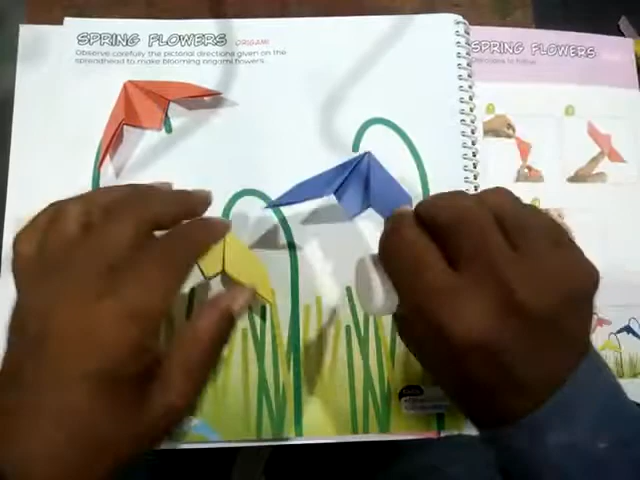 SPRING FLOWERS ORIGAMI
Observe carefully the pictorial directions given on the
spreadhead to make blooming origami flowers.
SPRING FLOWERS